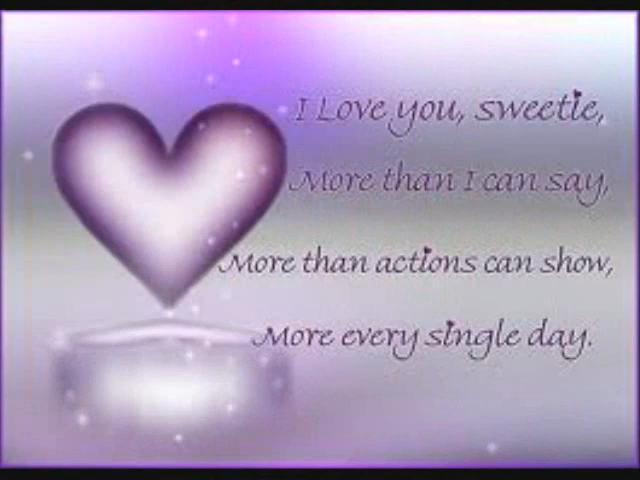 I Love you, sweetie,
More than I can say,
More than actions can show,
More every single day.